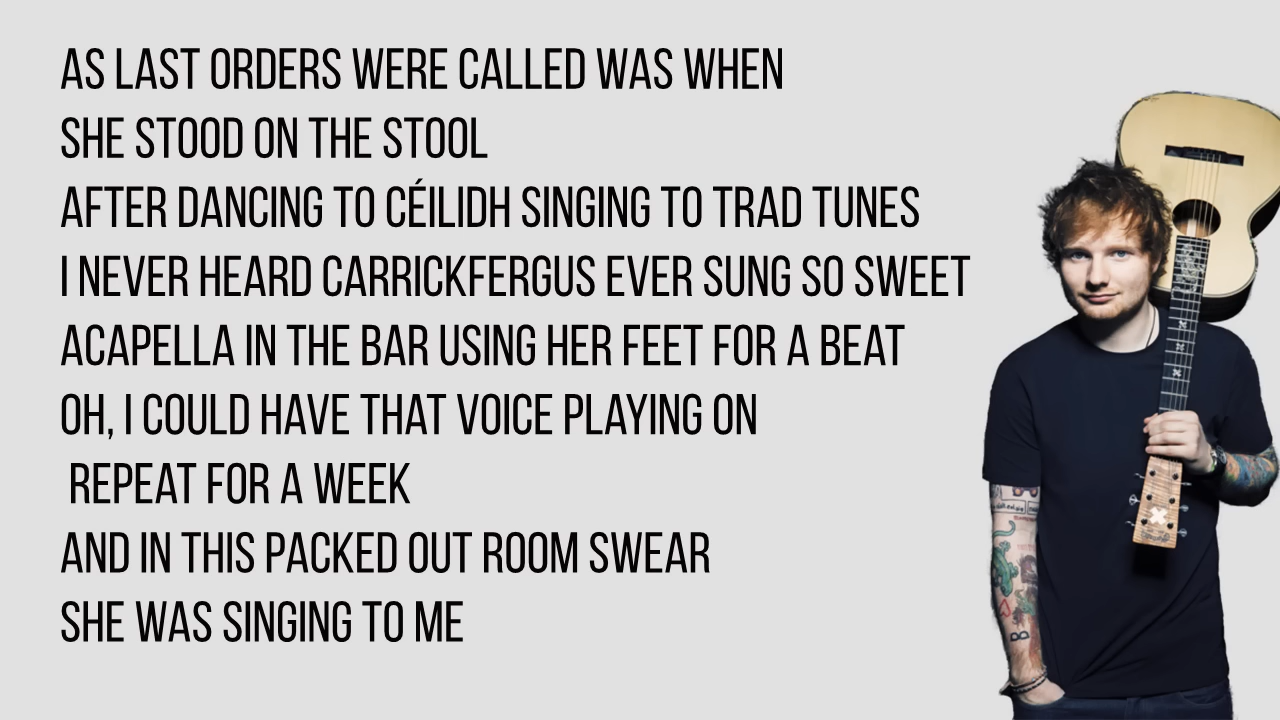 AS LAST ORDERS WERE CALLED WAS WHEN
SHE STOOD ON THE STOOL
AFTER DANCING TO CÉILIDH SINGING TO TRAD TUNES
I NEVER HEARD CARRICKFERGUS EVER SUNG SO SWEET
ACAPELLA IN THE BAR USING HER FEET FOR A BEAT
OH, I COULD HAVE THAT VOICE PLAYING ON
REPEAT FOR A WEEK
AND IN THIS PACKED OUT ROOM SWEAR
SHE WAS SINGING TO ME